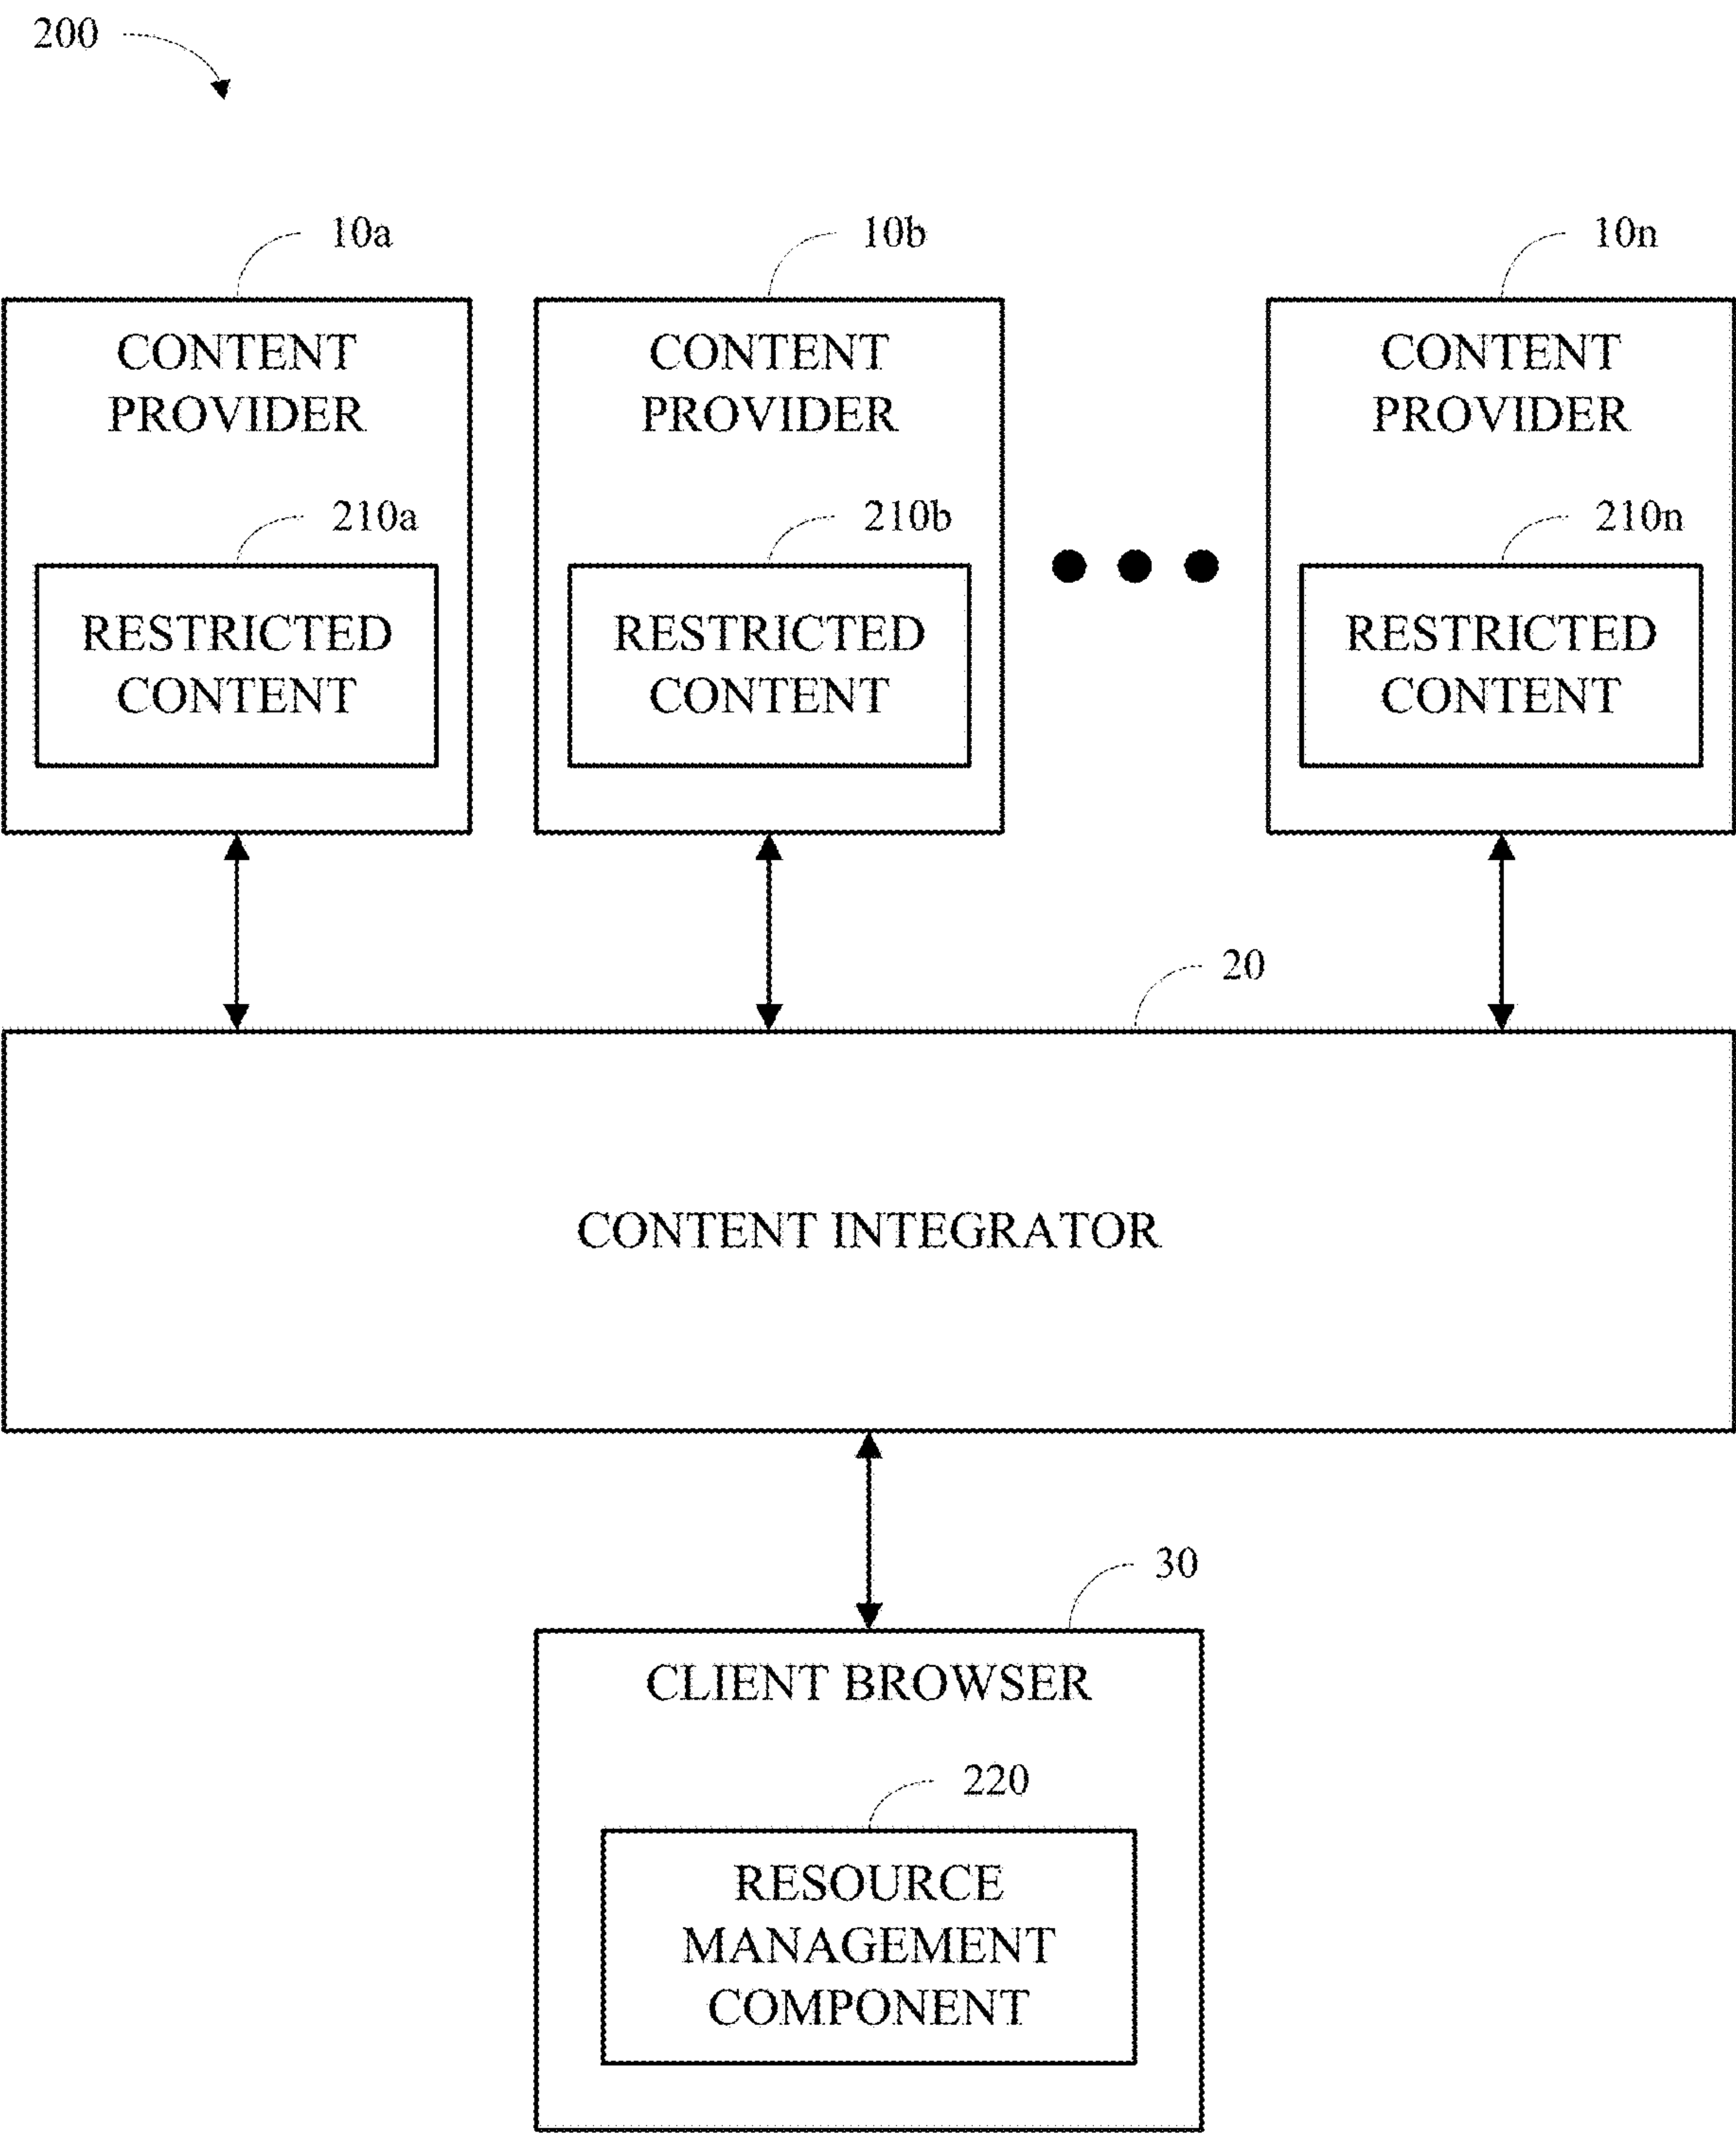 200
10a
10b
10n
CONTENT
PROVIDER
CONTENT
PROVIDER
CONTENT
PROVIDER
210a
210b
210n
RESTRICTED
CONTENT
RESTRICTED
CONTENT
RESTRICTED
CONTENT
20
CONTENT INTEGRATOR
30
CLIENT BROWSER
220
RESOURCE
MANAGEMENT
COMPONENT